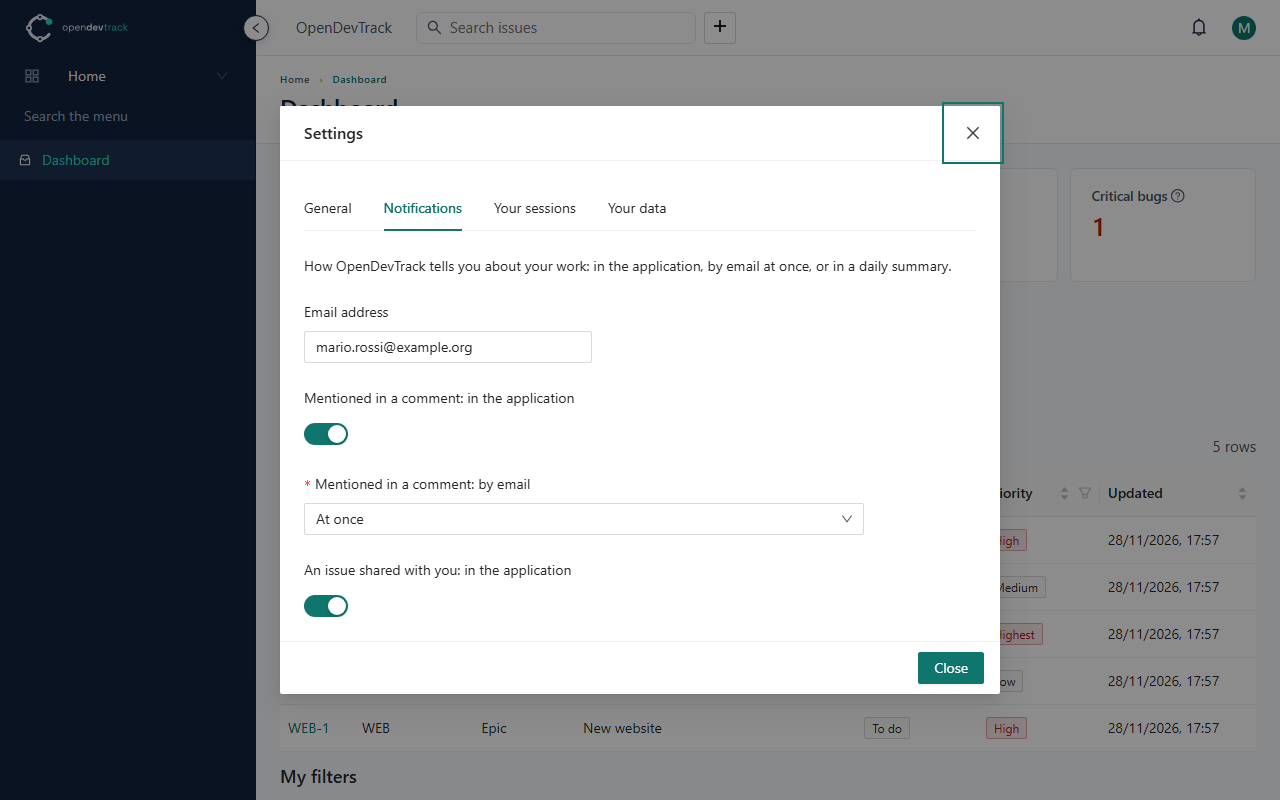 opendevtrack
OpenDevTrack
Search issues
M
Home
Search the menu
Dashboard
Home
Dashboard
Dashboard
Settings
General
Notifications
Your sessions
Your data
How OpenDevTrack tells you about your work: in the application, by email at once, or in a daily summary.
Email address
mario.rossi@example.org
Mentioned in a comment: in the application
* Mentioned in a comment: by email
At once
An issue shared with you: in the application
Close
Critical bugs
1
5 rows
Updated
28/11/2026, 17:57
Medium 28/11/2026, 17:57
28/11/2026, 17:57
28/11/2026, 17:57
WEB-1 WEB Epic New website To do High 28/11/2026, 17:57
My filters